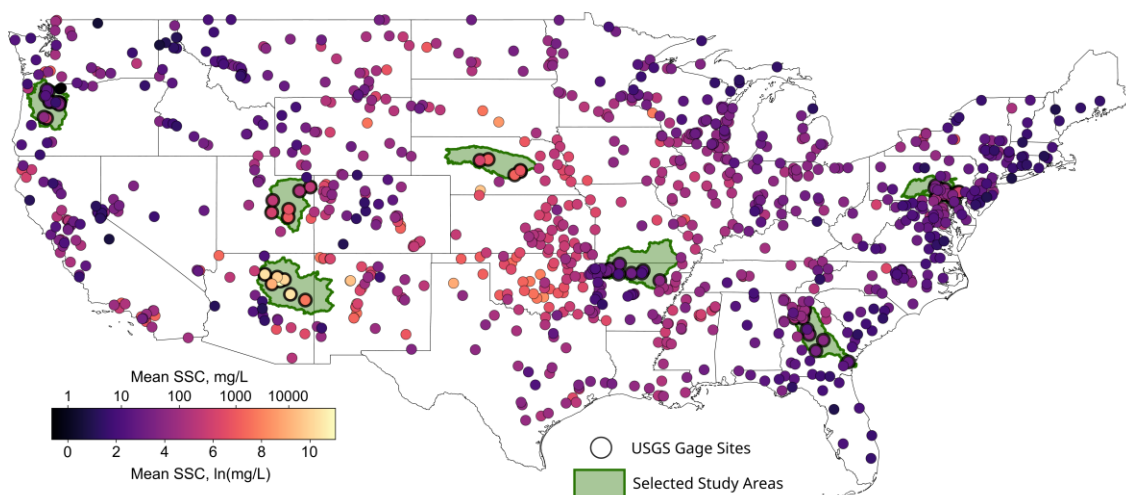 Mean SSC, mg/L
1 10 100 1000 10000
0 2 4 6 8 10
Mean SSC, ln(mg/L)
USGS Gage Sites
Selected Study Areas